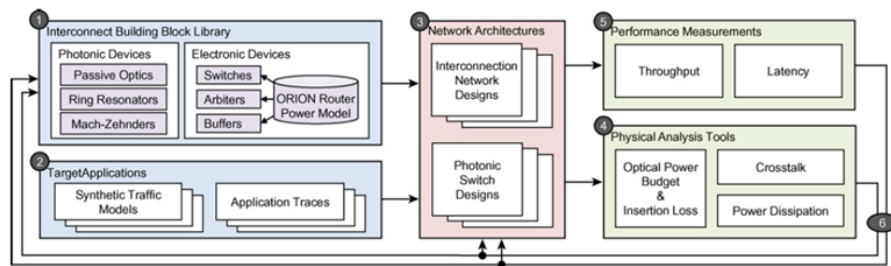 1
Interconnect Building Block Library
Photonic Devices
Passive Optics
Ring Resonators
Mach-Zehnders
Electronic Devices
Switches
Arbiters
Buffers
ORION Router
Power Model
2
TargetApplications
Synthetic Traffic
Models
Application Traces
3
Network Architectures
Interconnection
Network
Designs
Photonic
Switch
Designs
5
Performance Measurements
Throughput
Latency
4
Physical Analysis Tools
Optical Power
Budget
&
Insertion Loss
Crosstalk
Power Dissipation
6